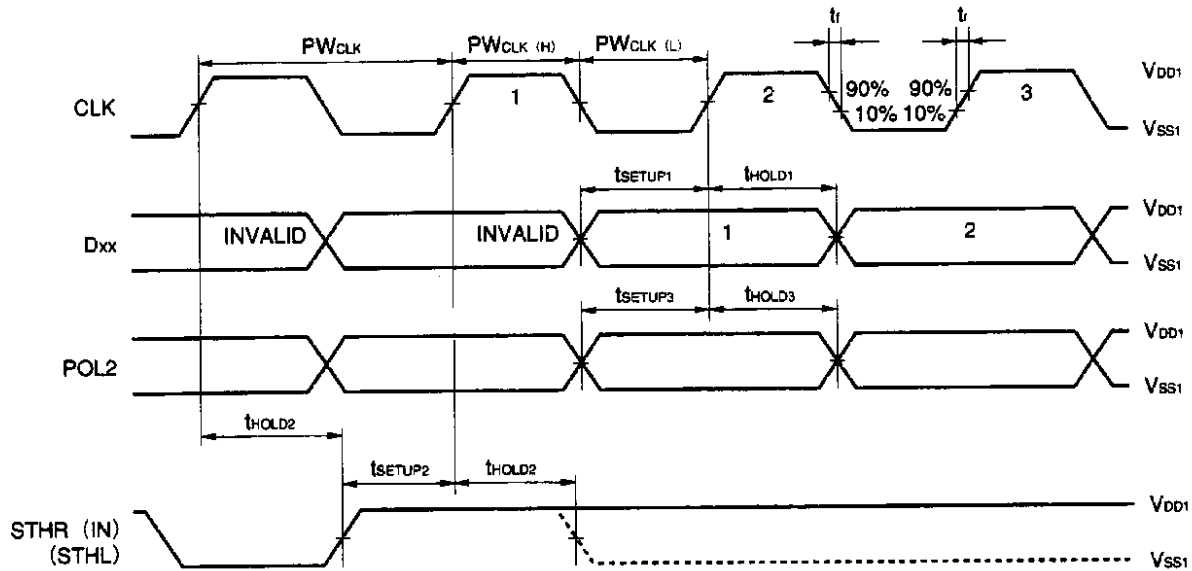 PWCLK PWCLK (H) PWCLK (L) tf tr
CLK 1 2 90% 90% 3 VDD1
10% 10% VSS1
tSETUP1 tHOLD1
Dxx INVALID INVALID 1 2 VDD1
VSS1
tSETUP3 tHOLD3
POL2 VDD1
VSS1
tHOLD2
tSETUP2 tHOLD2
STHR (IN) VDD1
(STHL) VSS1